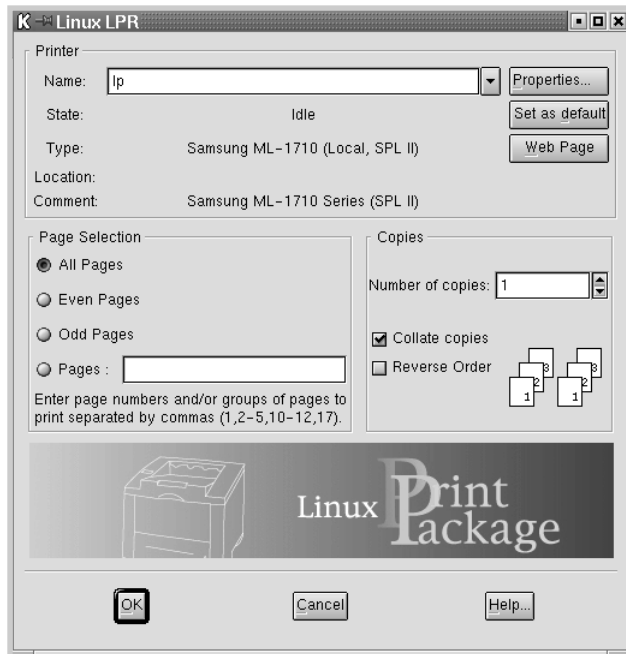 K Linux LPR
Printer
Name: lp Properties...
State: Idle Set as default
Type: Samsung ML-1710 (Local, SPL II) Web Page
Location:
Comment: Samsung ML-1710 Series (SPL II)
Page Selection
All Pages
Even Pages
Odd Pages
Pages :
Enter page numbers and/or groups of pages to
print separated by commas (1,2-5,10-12,17).
Copies
Number of copies: 1
Collate copies
Reverse Order
3 3
2 2
1 1
Linux Print
Package
OK Cancel Help...